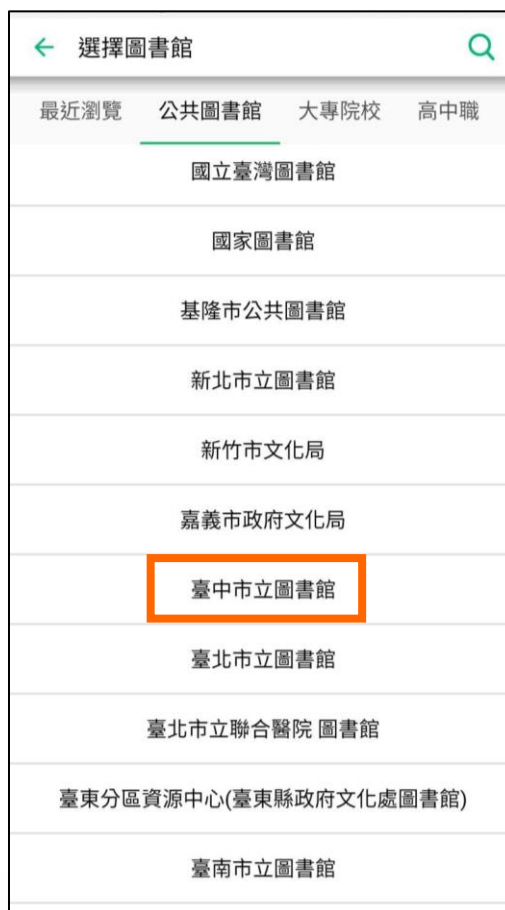 選擇圖書館
最近瀏覽 公共圖書館 大專院校 高中職
國立臺灣圖書館
國家圖書館
基隆市公共圖書館
新北市立圖書館
新竹市文化局
嘉義市政府文化局
臺中市立圖書館
臺北市立圖書館
臺北市立聯合醫院 圖書館
臺東分區資源中心(臺東縣政府文化處圖書館)
臺南市立圖書館